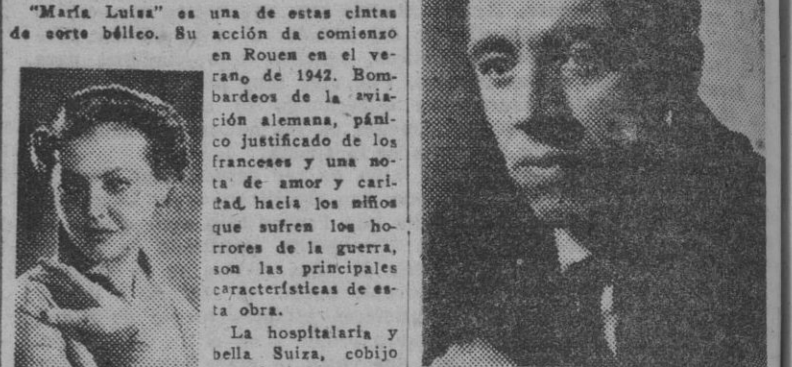 "María Luisa" es una de estas cintas
de corte bélico. Su acción da comienzo
en Rouen en el ve-
rano de 1942. Bom-
bardeos de la avia-
ción alemana, páni-
co justificado de los
franceses y una no-
ta de amor y cari-
dad hacia los niños
que sufren los ho-
rrores de la guerra,
son las principales
características de es-
ta obra.
La hospitalaria y
bella Suiza, cobijo